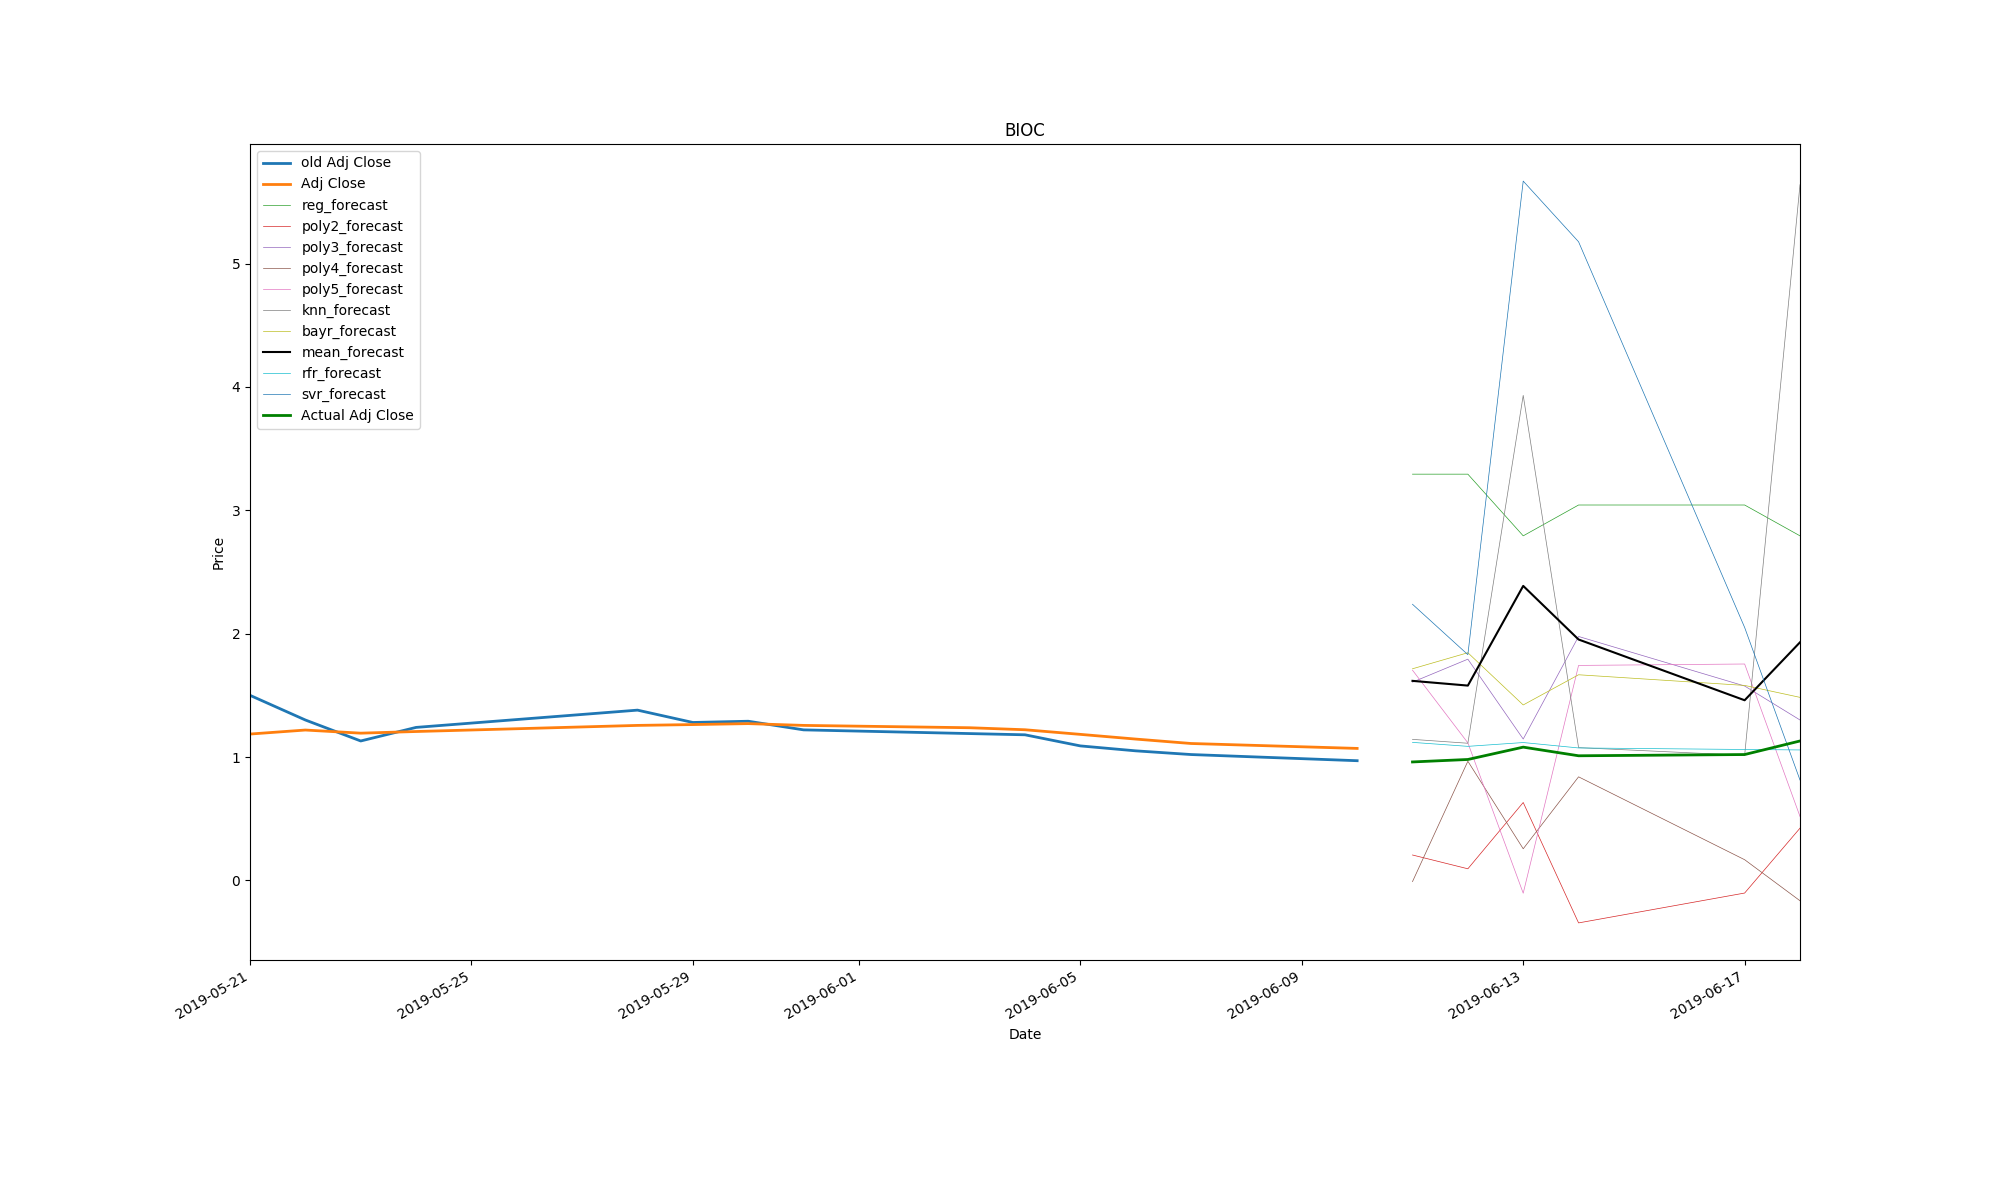 BIOC
old Adj Close
Adj Close
reg_forecast
poly2_forecast
poly3_forecast
poly4_forecast
poly5_forecast
knn_forecast
bayr_forecast
mean_forecast
rfr_forecast
svr_forecast
Actual Adj Close
5
4
3
2
1
0
Price
2019-05-21
2019-05-25
2019-05-29
2019-06-01
2019-06-05
2019-06-09
2019-06-13
2019-06-17
Date